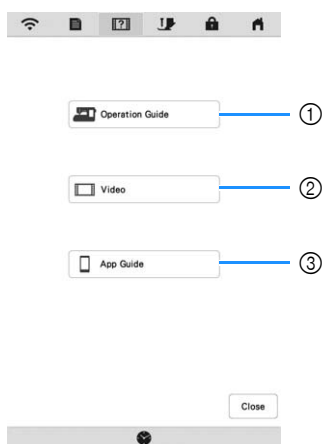 Operation Guide
①
Video
②
App Guide
③
Close